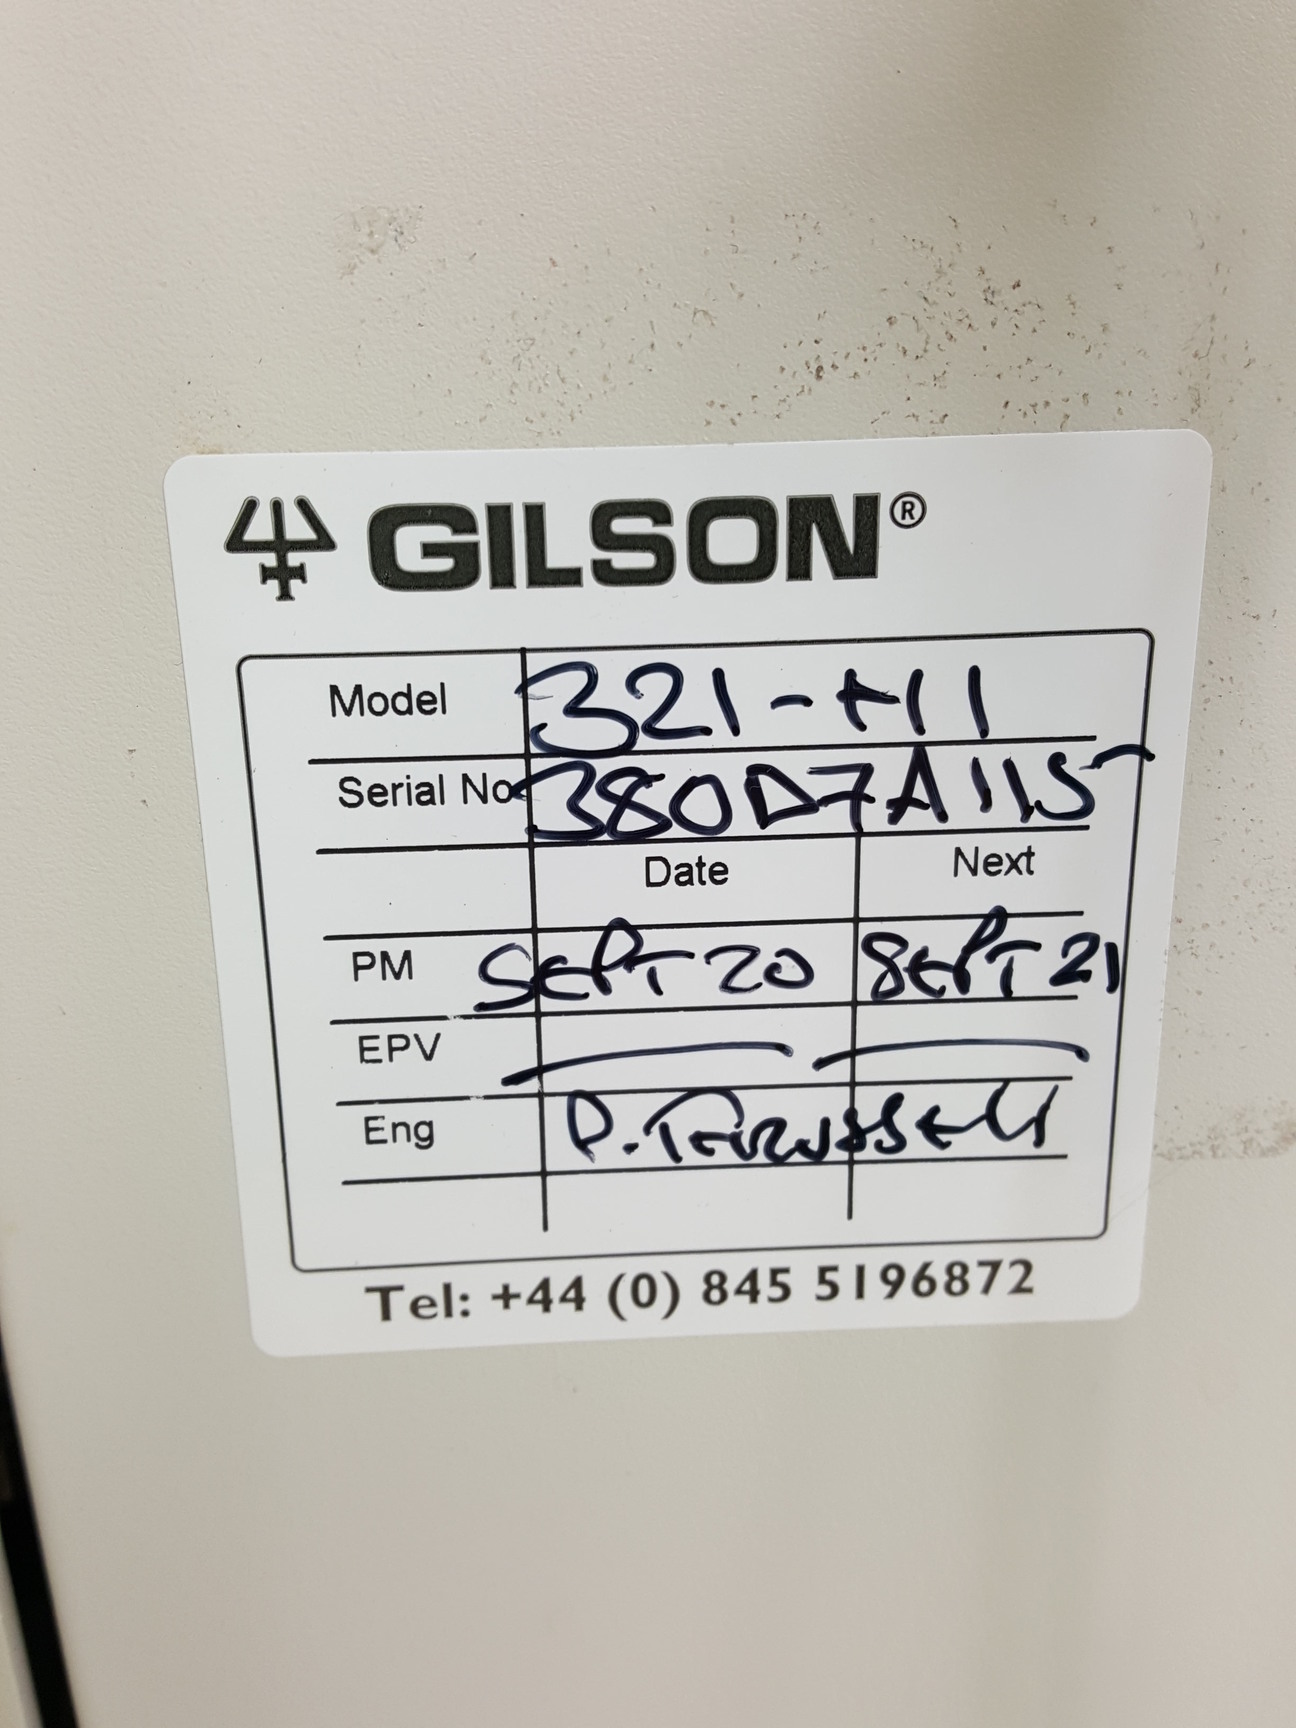 GILSON®
Model 321-H1
Serial No 380D7A115
Date Next
PM SEPT 20 SEPT 21
EPV — —
Eng
Tel: +44 (0) 845 5196872